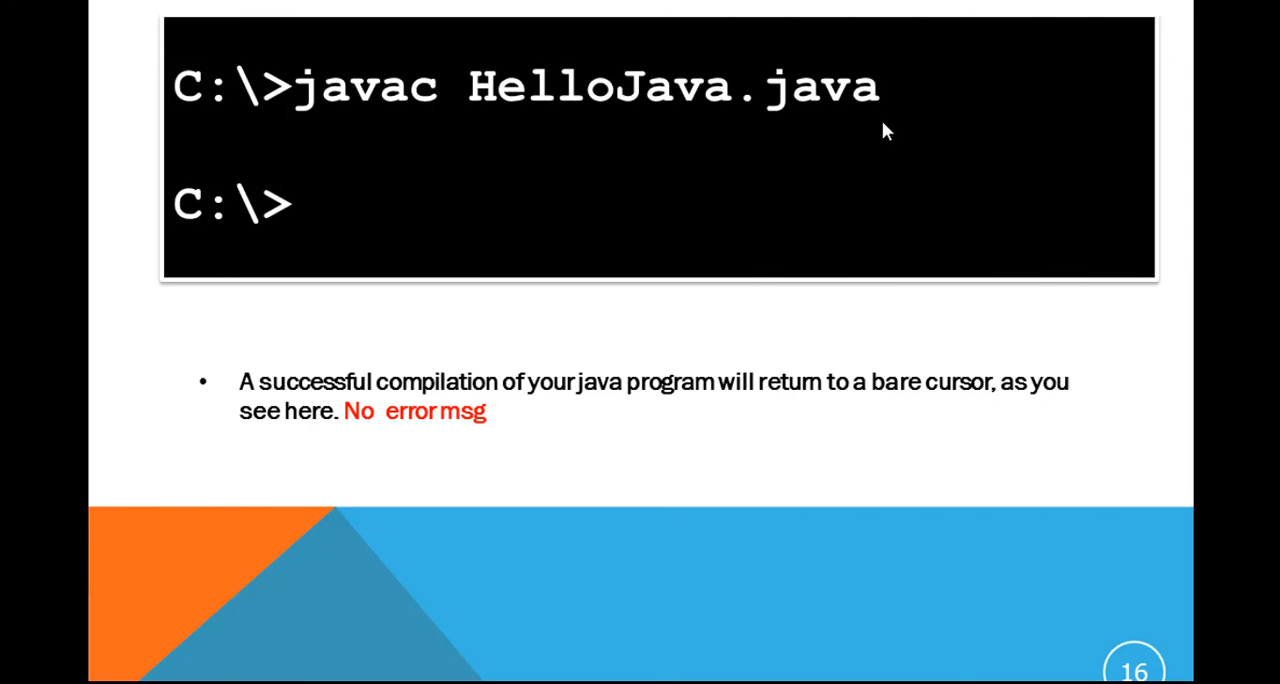 C:\>javac HelloJava.java
C:\>
• A successful compilation of your java program will return to a bare cursor, as you
see here. No error msg
16